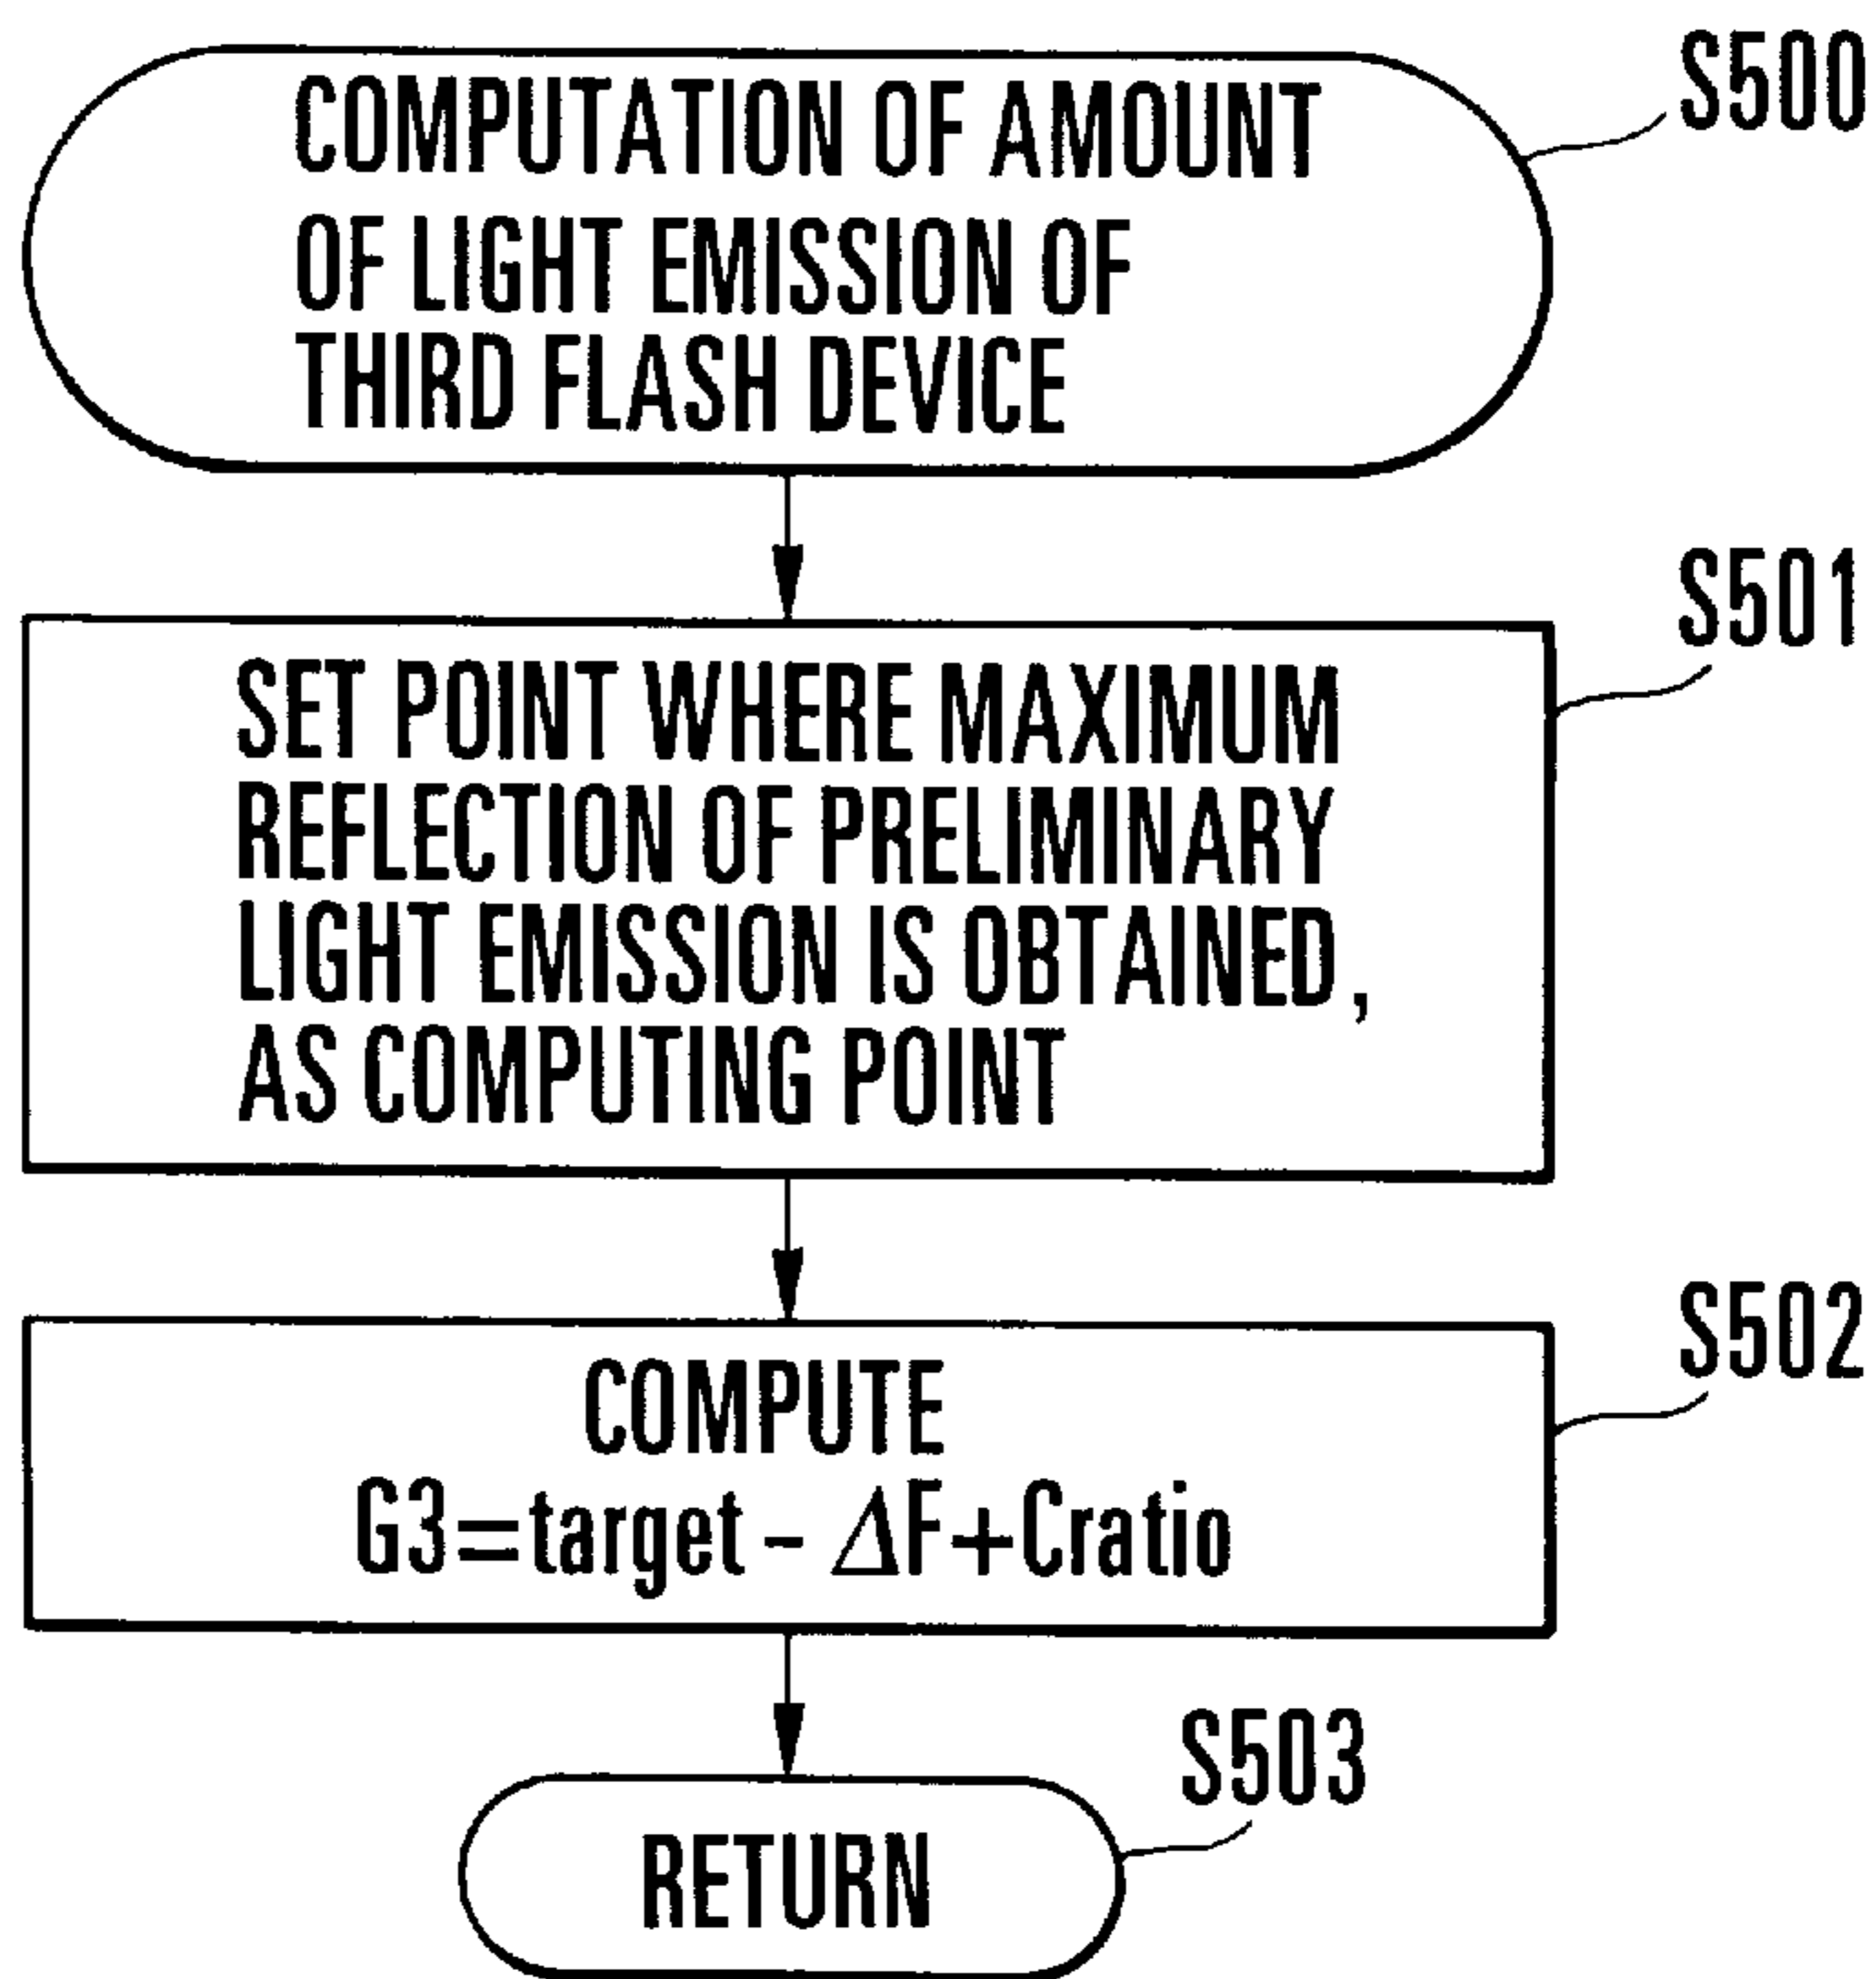 COMPUTATION OF AMOUNT
OF LIGHT EMISSION OF
THIRD FLASH DEVICE
S500
SET POINT WHERE MAXIMUM
REFLECTION OF PRELIMINARY
LIGHT EMISSION IS OBTAINED,
AS COMPUTING POINT
S501
COMPUTE
G3=target - ΔF+Cratio
S502
RETURN
S503